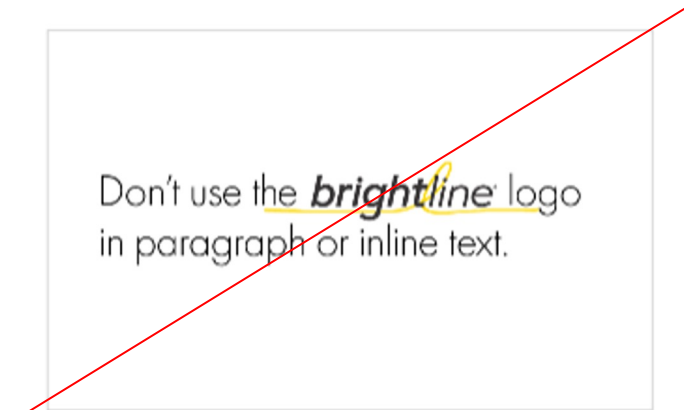 Don't use the brightline logo
in paragraph or inline text.